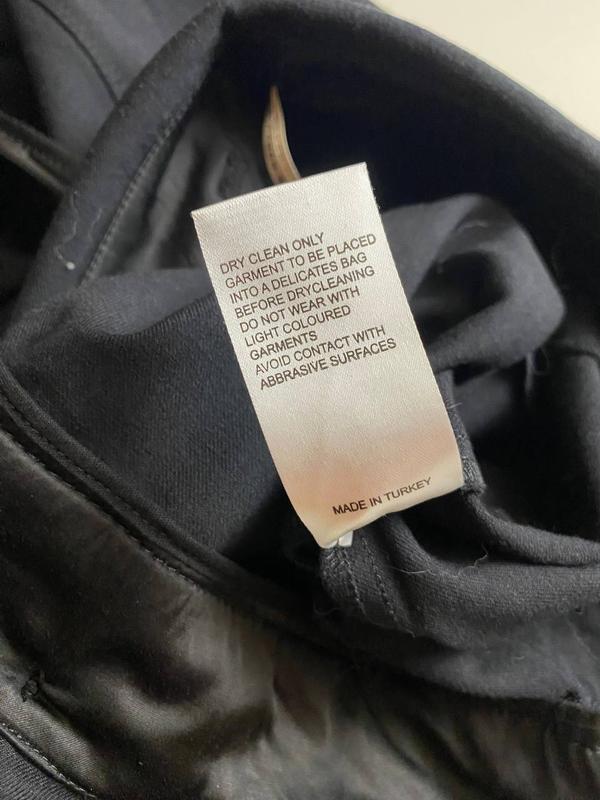 DRY CLEAN ONLY
GARMENT TO BE PLACED
INTO A DELICATES BAG
BEFORE DRYCLEANING
DO NOT WEAR WITH
LIGHT COLOURED
GARMENTS
AVOID CONTACT WITH
ABBRASIVE SURFACES
MADE IN TURKEY